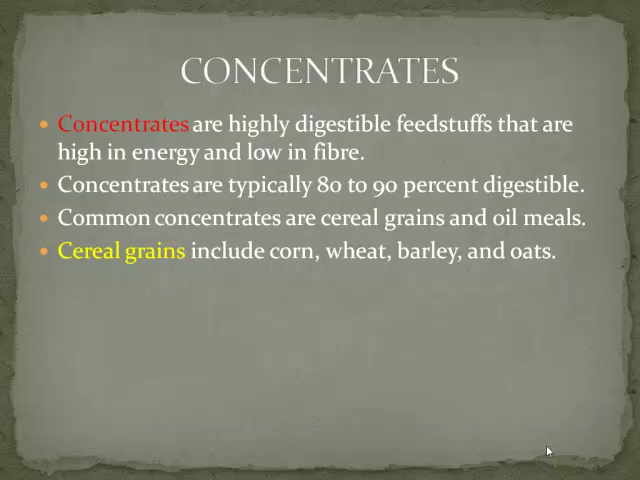 CONCENTRATES
• Concentrates are highly digestible feedstuffs that are
high in energy and low in fibre.
• Concentrates are typically 80 to 90 percent digestible.
• Common concentrates are cereal grains and oil meals.
• Cereal grains include corn, wheat, barley, and oats.